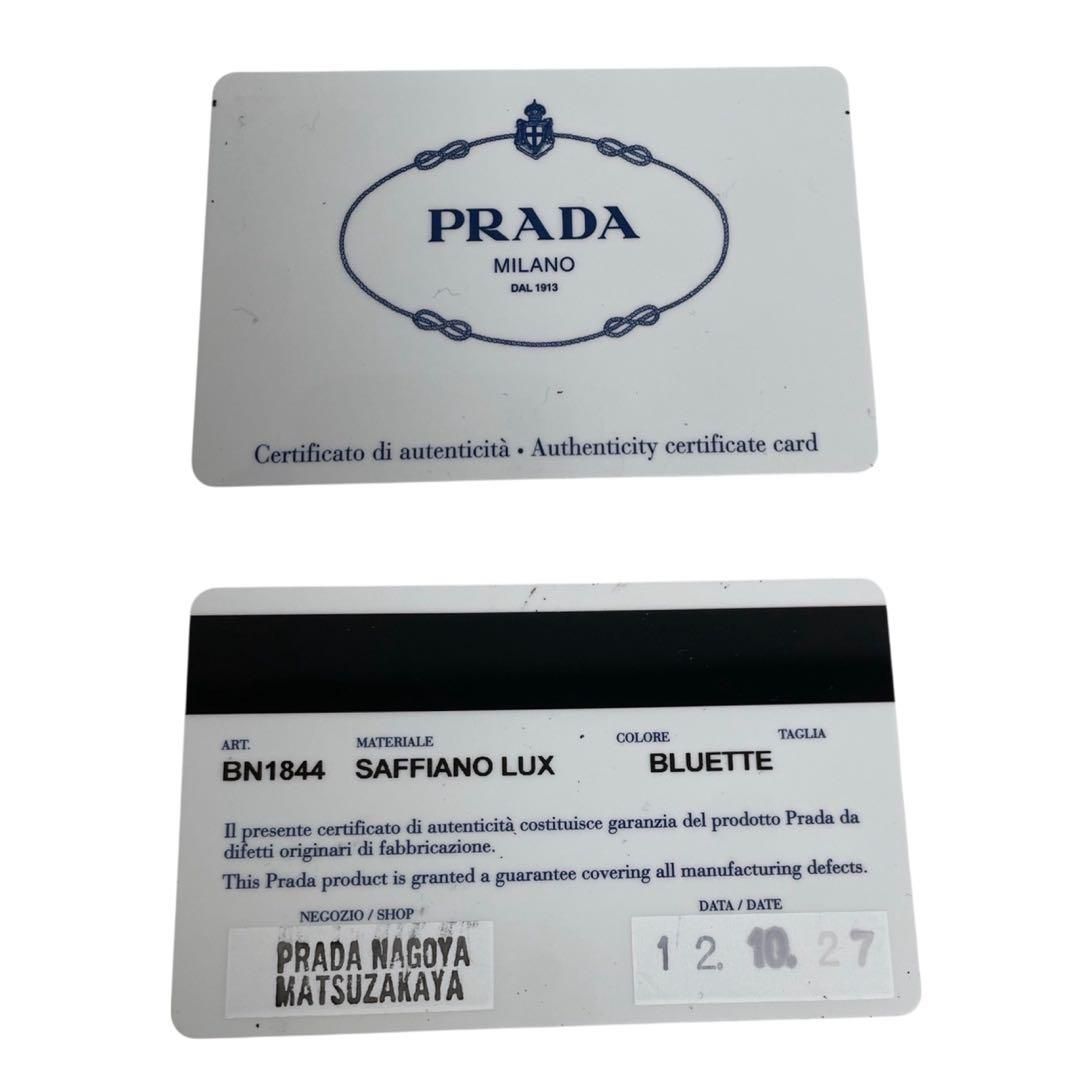 PRADA
MILANO
DAL 1913
Certificato di autenticità • Authenticity certificate card
ART. MATERIALE COLORE TAGLIA
BN1844 SAFFIANO LUX BLUETTE
Il presente certificato di autenticità costituisce garanzia del prodotto Prada da
difetti originari di fabbricazione.
This Prada product is granted a guarantee covering all manufacturing defects.
NEGOZIO / SHOP DATA / DATE
PRADA NAGOYA
MATSUZAKAYA
12. 10. 27